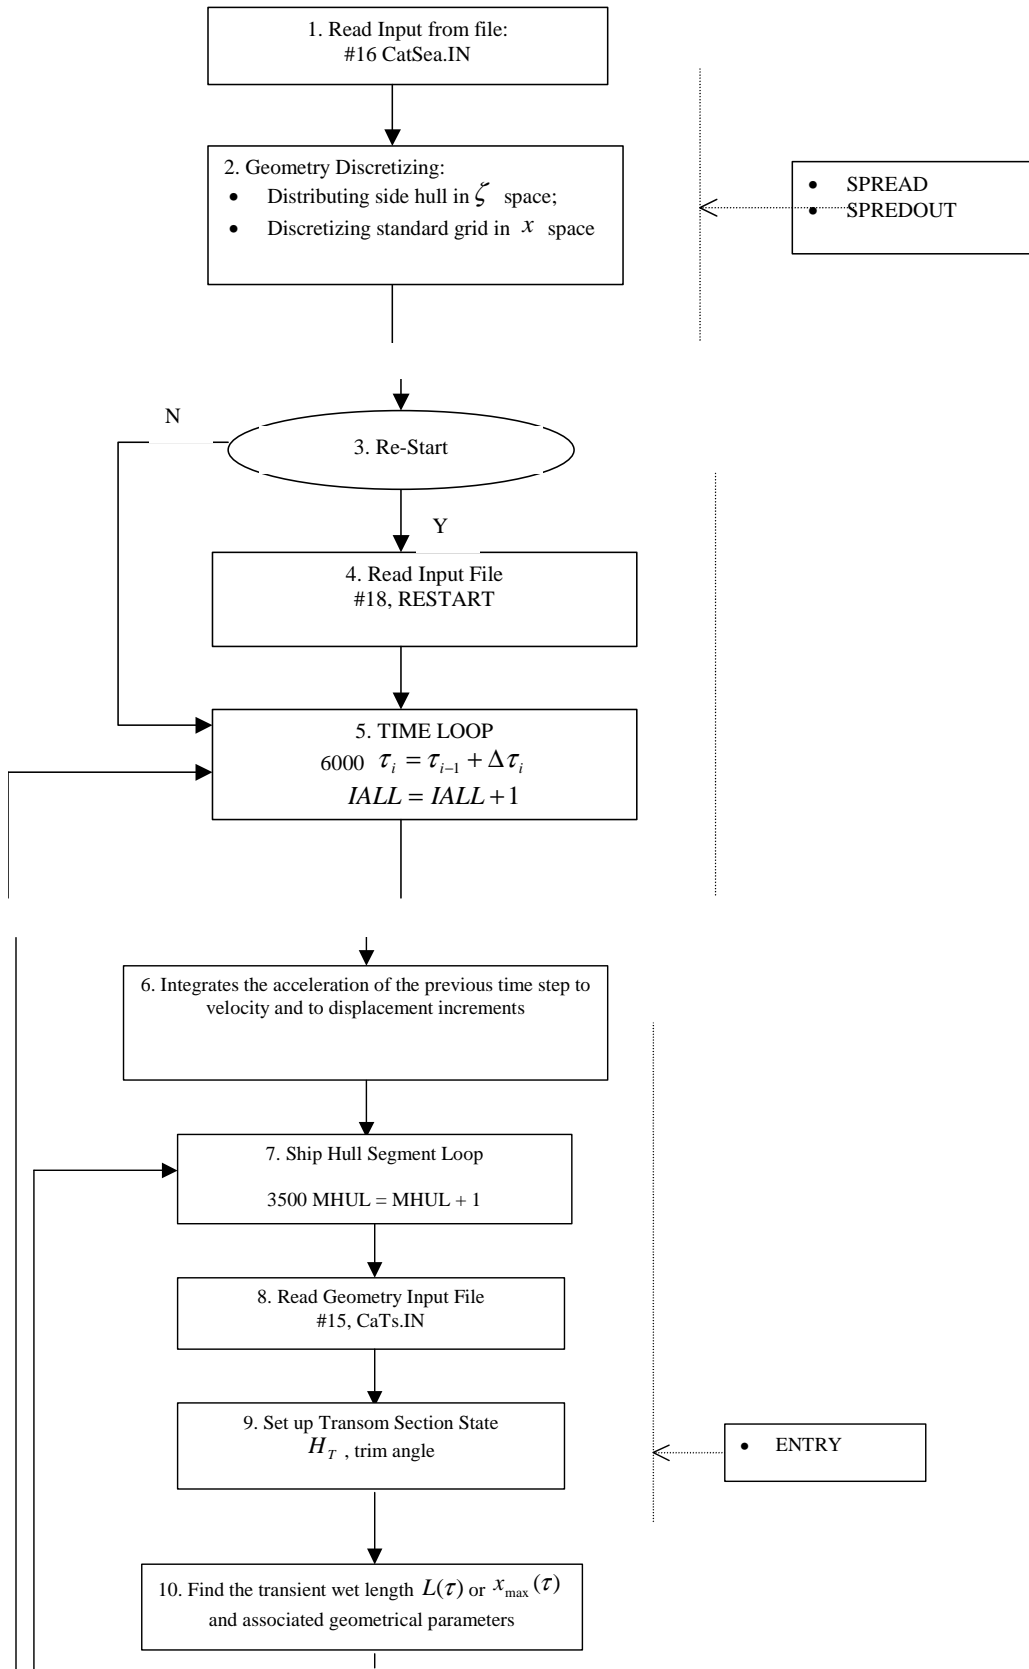 1. Read Input from file:
#16 CatSea.IN
2. Geometry Discretizing:
• Distributing side hull in ζ space;
• Discretizing standard grid in x space
• SPREAD
• SPREDOUT
N
3. Re-Start
Y
4. Read Input File
#18, RESTART
5. TIME LOOP
6000 τ_i = τ_{i−1} + Δτ_i
IALL = IALL + 1
6. Integrates the acceleration of the previous time step to
velocity and to displacement increments
7. Ship Hull Segment Loop
3500 MHUL = MHUL + 1
8. Read Geometry Input File
#15, CaTs.IN
9. Set up Transom Section State
H_T , trim angle
• ENTRY
10. Find the transient wet length L(τ) or x_max(τ)
and associated geometrical parameters